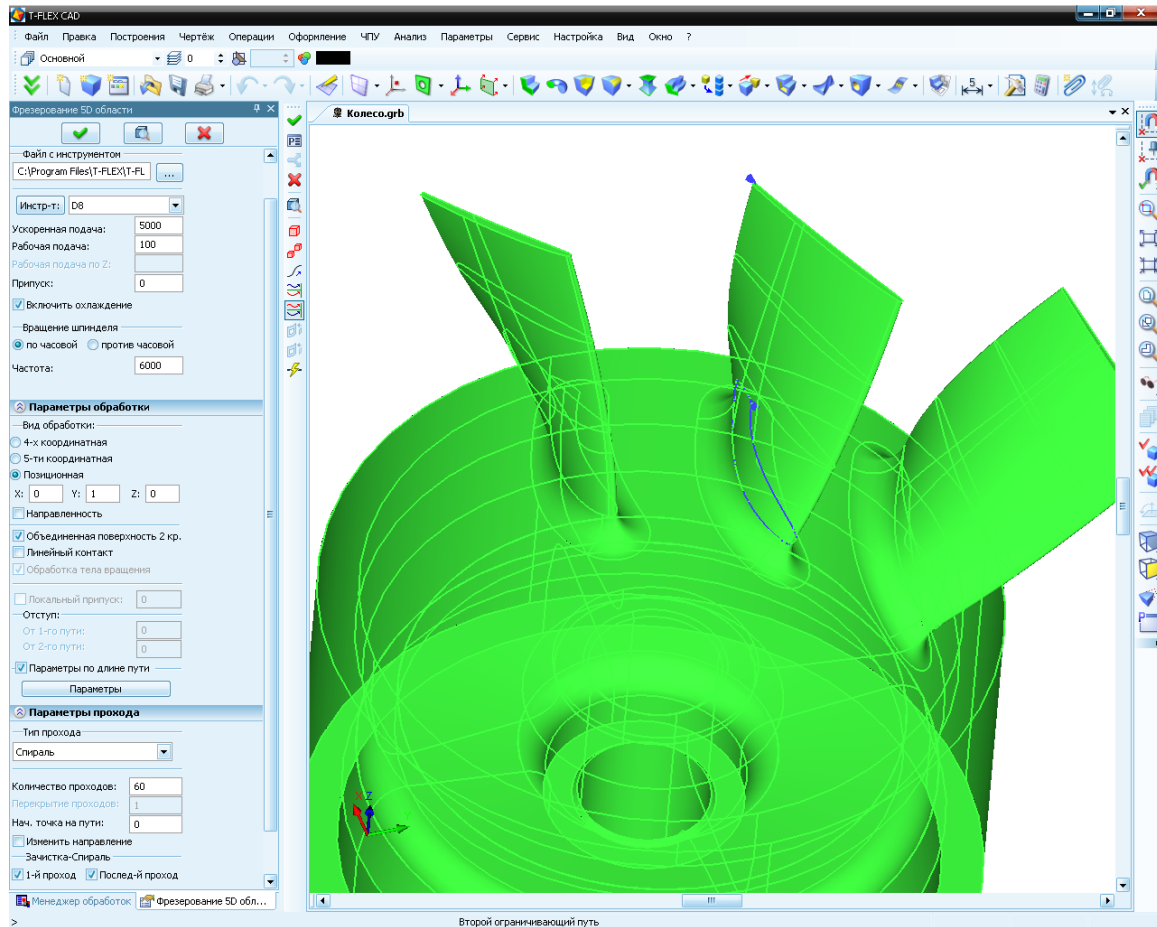 T-FLEX CAD
Файл Правка Построения Чертёж Операции Оформление ЧПУ Анализ Параметры Сервис Настройка Вид Окно ?
Основной 0
Фрезерование 5D области
Колесо.grb
Файл с инструментом
C:\Program Files\T-FLEX\T-FL ...
Инстр-т: D8
Ускоренная подача: 5000
Рабочая подача: 100
Рабочая подача по Z:
Припуск: 0
Включить охлаждение
Вращение шпинделя
по часовой против часовой
Частота: 6000
Параметры обработки
Вид обработки:
4-х координатная
5-ти координатная
Позиционная
X: 0 Y: 1 Z: 0
Направленность
Объединенная поверхность 2 кр.
Линейный контакт
Обработка тела вращения
Локальный припуск: 0
Отступ:
От 1-го пути: 0
От 2-го пути: 0
Параметры по длине пути
Параметры
Параметры прохода
Тип прохода
Спираль
Количество проходов: 60
Перекрытие проходов: 1
Нач. точка на пути: 0
Изменить направление
Зачистка-Спираль
1-й проход Послед-й проход
X Z
Менеджер обработок Фрезерование 5D обл...
> Второй ограничивающий путь